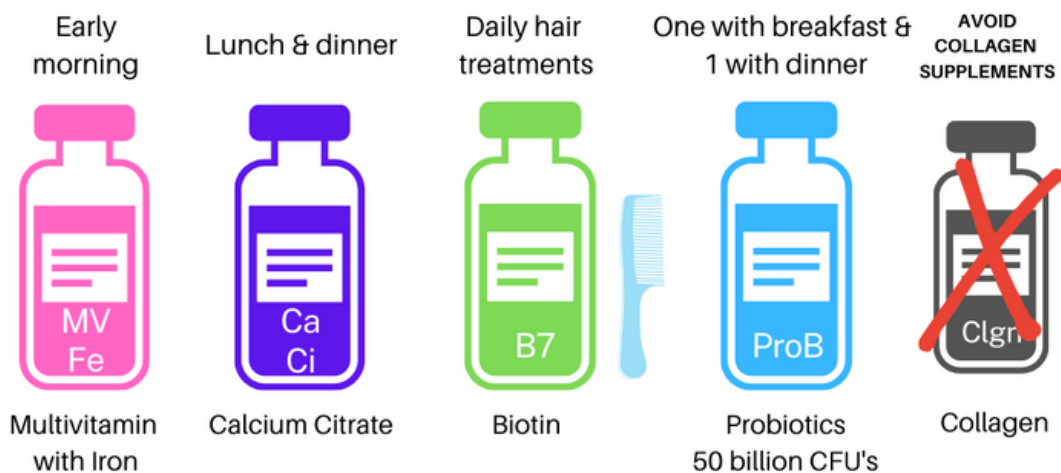 Early
morning
Lunch & dinner
Daily hair
treatments
One with breakfast &
1 with dinner
AVOID
COLLAGEN
SUPPLEMENTS
MV
Fe
Ca
Ci
B7
ProB
Clgn
Multivitamin
with Iron
Calcium Citrate
Biotin
Probiotics
50 billion CFU's
Collagen